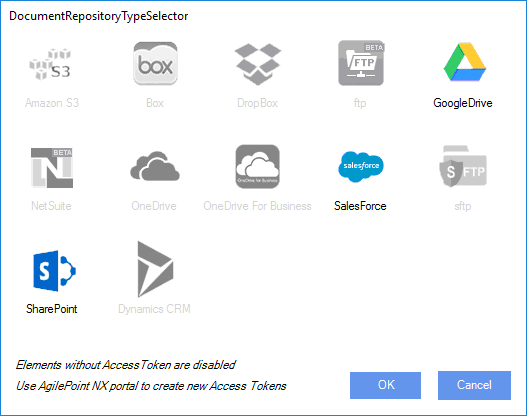 DocumentRepositoryTypeSelector
S3
box
BETA
FTP
Amazon S3
Box
DropBox
ftp
GoogleDrive
BETA
N
OneDrive for Business
salesforce
S FTP
NetSuite
OneDrive
OneDrive For Business
SalesForce
sftp
S
SharePoint
Dynamics CRM
Elements without AccessToken are disabled
Use AgilePoint NX portal to create new Access Tokens
OK
Cancel